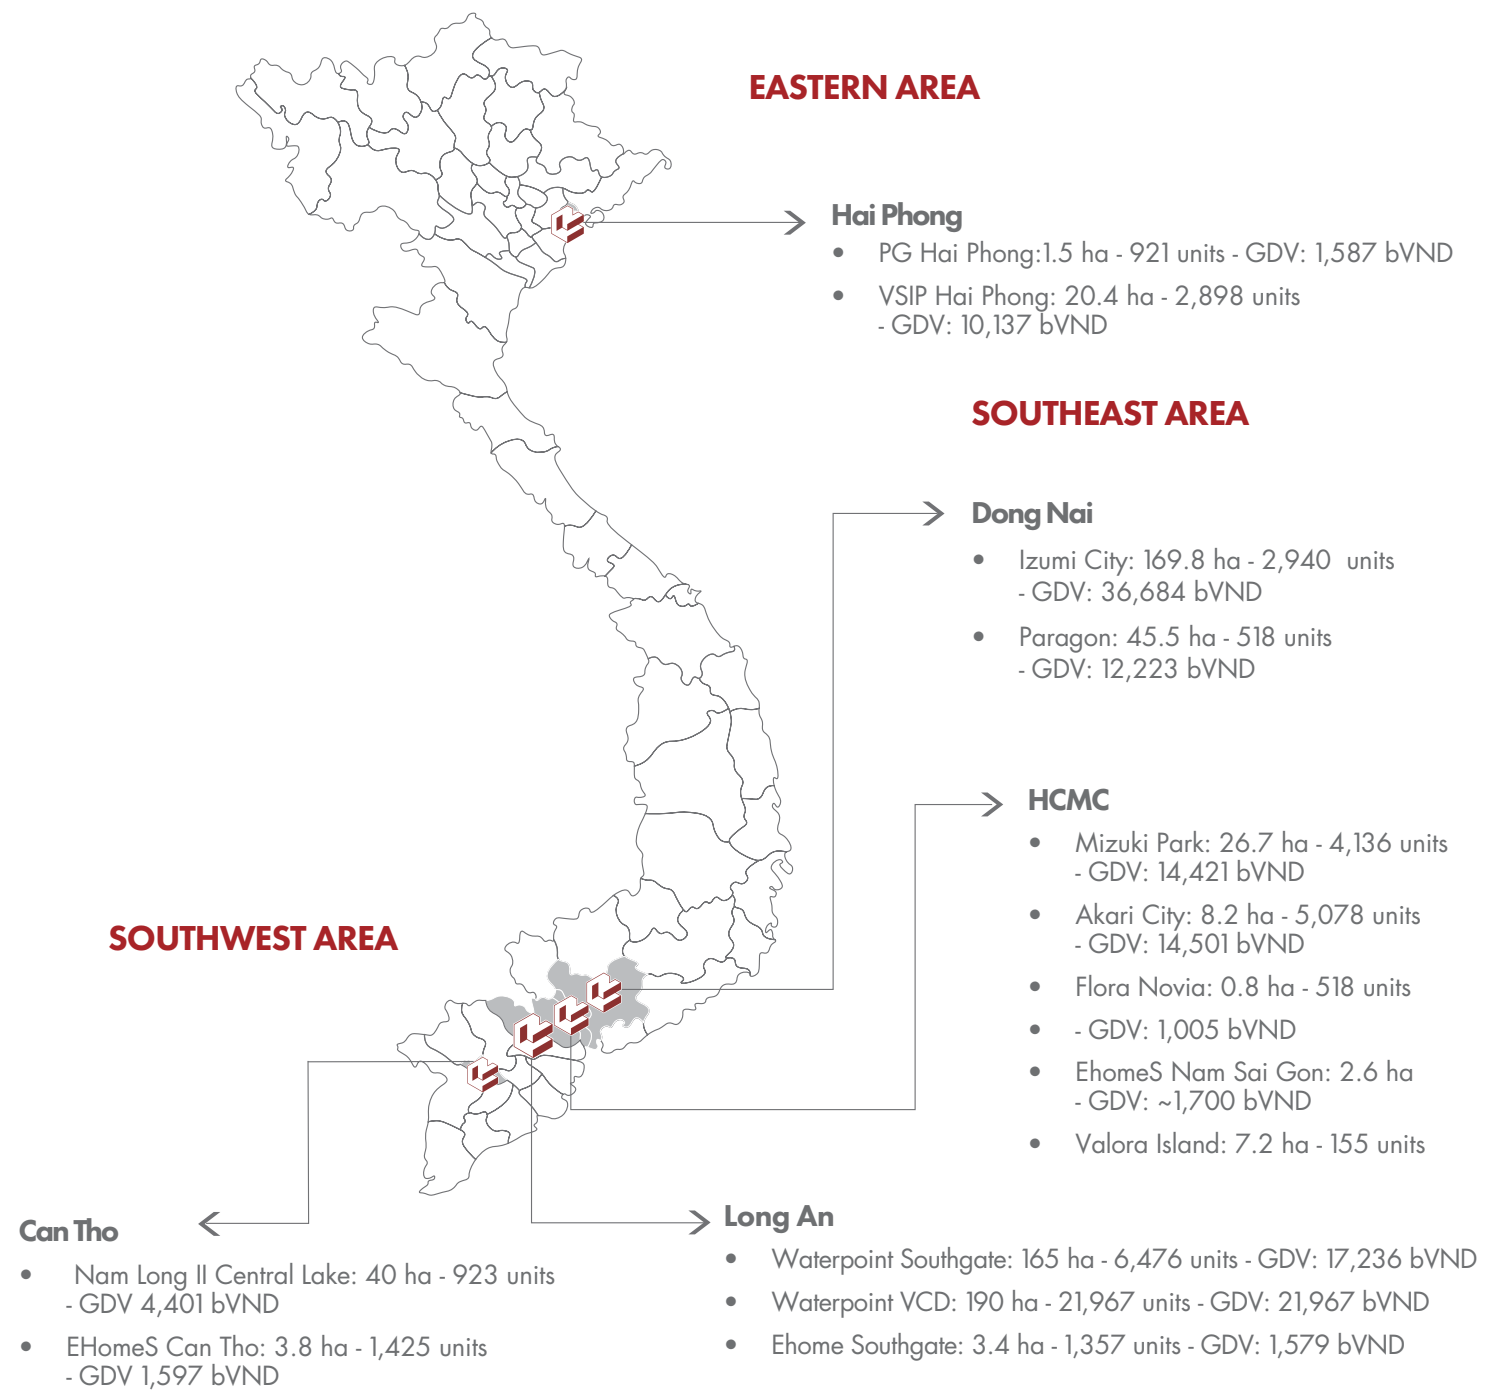 EASTERN AREA
Hai Phong
• PG Hai Phong:1.5 ha - 921 units - GDV: 1,587 bVND
• VSIP Hai Phong: 20.4 ha - 2,898 units
- GDV: 10,137 bVND
SOUTHEAST AREA
Dong Nai
• Izumi City: 169.8 ha - 2,940 units
- GDV: 36,684 bVND
• Paragon: 45.5 ha - 518 units
- GDV: 12,223 bVND
HCMC
• Mizuki Park: 26.7 ha - 4,136 units
- GDV: 14,421 bVND
• Akari City: 8.2 ha - 5,078 units
- GDV: 14,501 bVND
• Flora Novia: 0.8 ha - 518 units
• - GDV: 1,005 bVND
• EhomeS Nam Sai Gon: 2.6 ha
- GDV: ~1,700 bVND
• Valora Island: 7.2 ha - 155 units
SOUTHWEST AREA
Can Tho
• Nam Long II Central Lake: 40 ha - 923 units
- GDV 4,401 bVND
• EHomeS Can Tho: 3.8 ha - 1,425 units
- GDV 1,597 bVND
Long An
• Waterpoint Southgate: 165 ha - 6,476 units - GDV: 17,236 bVND
• Waterpoint VCD: 190 ha - 21,967 units - GDV: 21,967 bVND
• Ehome Southgate: 3.4 ha - 1,357 units - GDV: 1,579 bVND